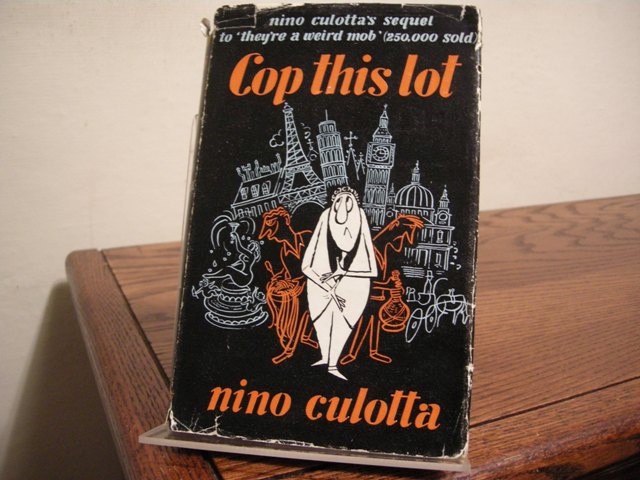 nino culotta's sequel
to 'they're a weird mob' (250,000 sold)
Cop this lot
nino culotta